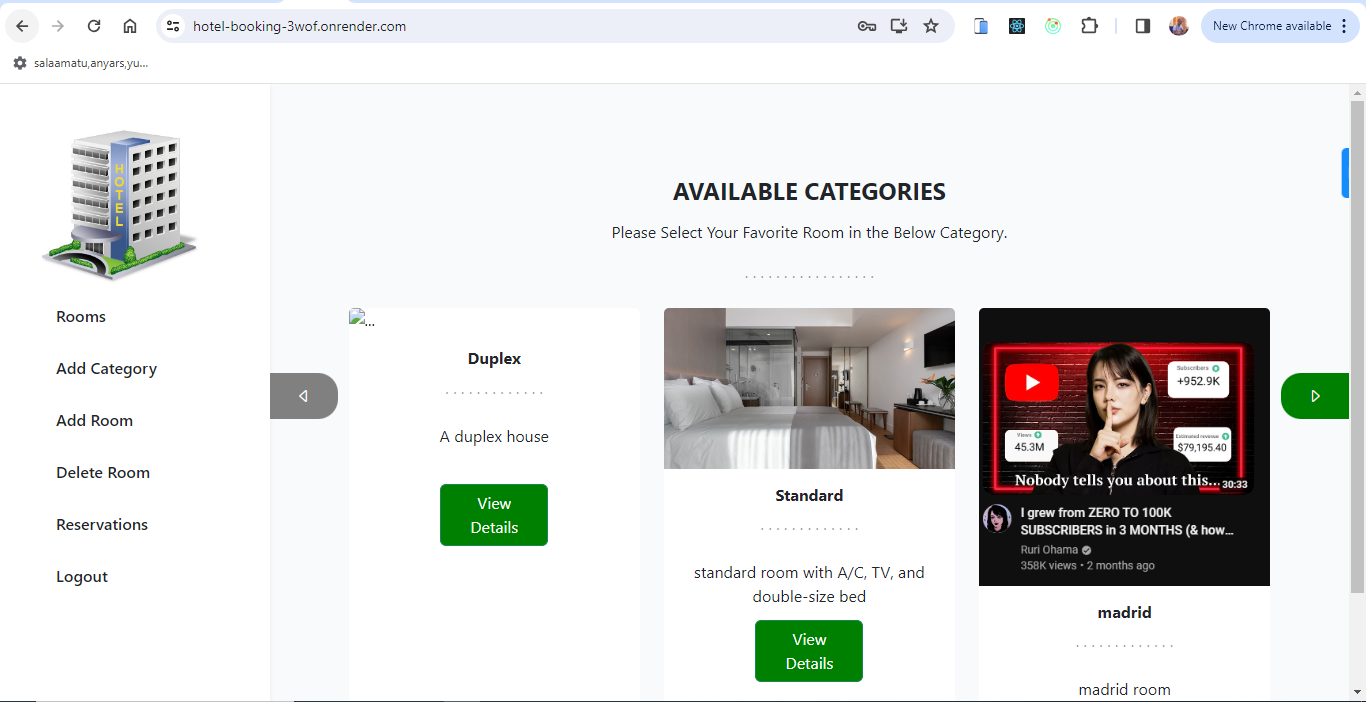 hotel-booking-3wof.onrender.com
New Chrome available
salaamatu,anyars,yu...
HOTEL
Rooms
Add Category
Add Room
Delete Room
Reservations
Logout
AVAILABLE CATEGORIES
Please Select Your Favorite Room in the Below Category.
. . . . . . . . . . . . . . . . .
...
Duplex
. . . . . . . . . . . . .
A duplex house
View
Details
Standard
. . . . . . . . . . . . .
standard room with A/C, TV, and
double-size bed
View
Details
Subscribers
+952.9K
Views
45.3M
Estimated revenue
$79,195.40
Nobody tells you about this...
30:33
I grew from ZERO TO 100K
SUBSCRIBERS in 3 MONTHS (& how...
Ruri Ohama
358K views • 2 months ago
madrid
. . . . . . . . . . . . .
madrid room